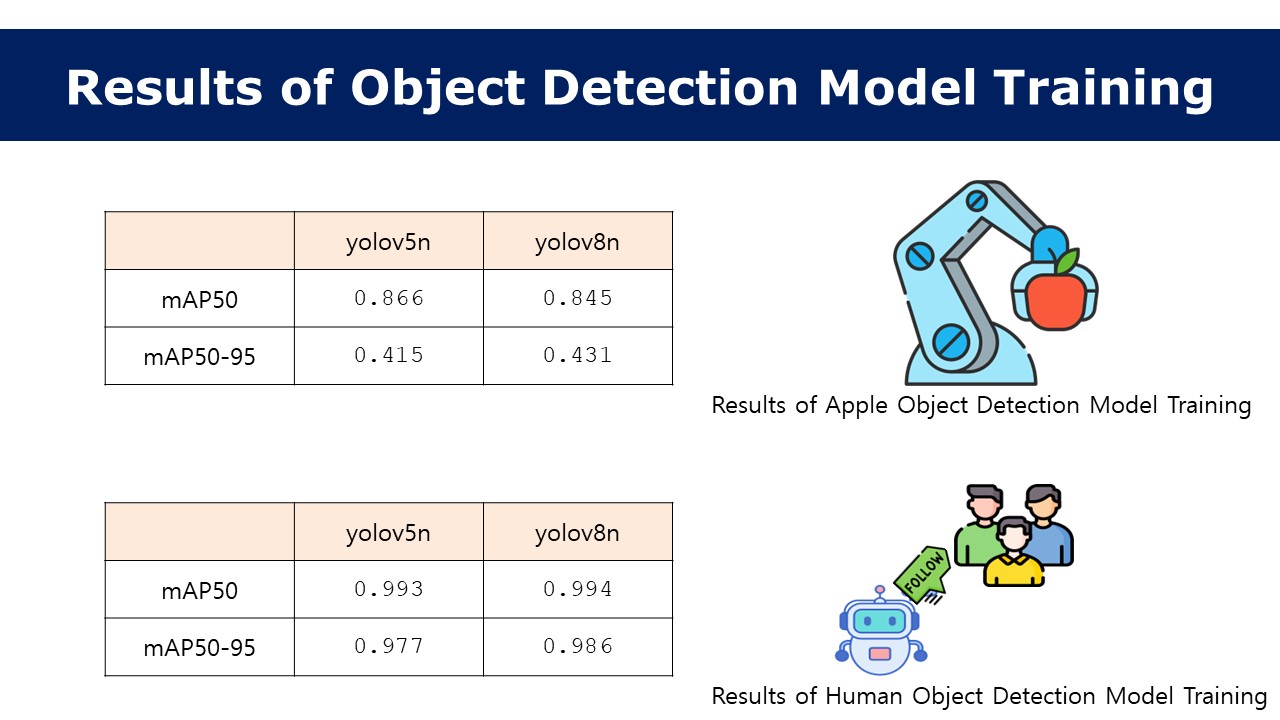 Results of Object Detection Model Training
yolov5n yolov8n
mAP50 0.866 0.845
mAP50-95 0.415 0.431
Results of Apple Object Detection Model Training
yolov5n yolov8n
mAP50 0.993 0.994
mAP50-95 0.977 0.986
FOLLOW
Results of Human Object Detection Model Training